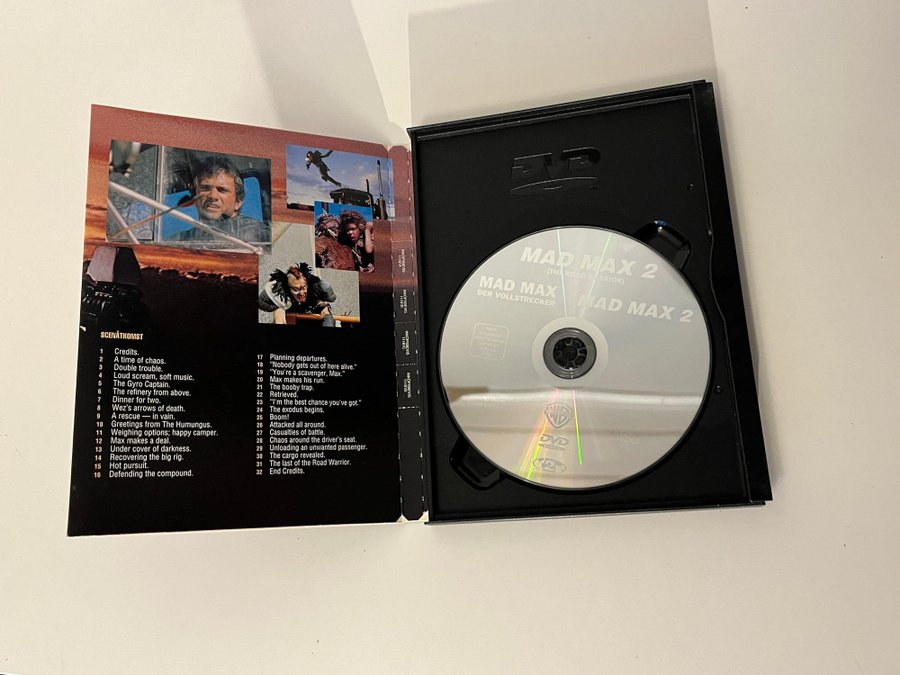 SCENÅTKOMST
1 Credits.
2 A time of chaos.
3 Double trouble.
4 Loud scream, soft music.
5 The Gyro Captain.
6 The refinery from above.
7 Dinner for two.
8 Wez's arrows of death.
9 A rescue — in vain.
10 Greetings from The Humungus.
11 Weighing options; happy camper.
12 Max makes a deal.
13 Under cover of darkness.
14 Recovering the big rig.
15 Hot pursuit.
16 Defending the compound.
17 Planning departures.
18 "Nobody gets out of here alive."
19 "You're a scavenger, Max."
20 Max makes his run.
21 The booby trap.
22 Retrieved.
23 "I'm the best chance you've got."
24 The exodus begins.
25 Boom!
26 Attacked all around.
27 Casualties of battle.
28 Chaos around the driver's seat.
29 Unloading an unwanted passenger.
30 The cargo revealed.
31 The last of the Road Warrior.
32 End Credits.
DVD
MAD MAX 2
(THE ROAD WARRIOR)
MAD MAX
DER VOLLSTRECKER
MAD MAX 2
WB
DVD
2